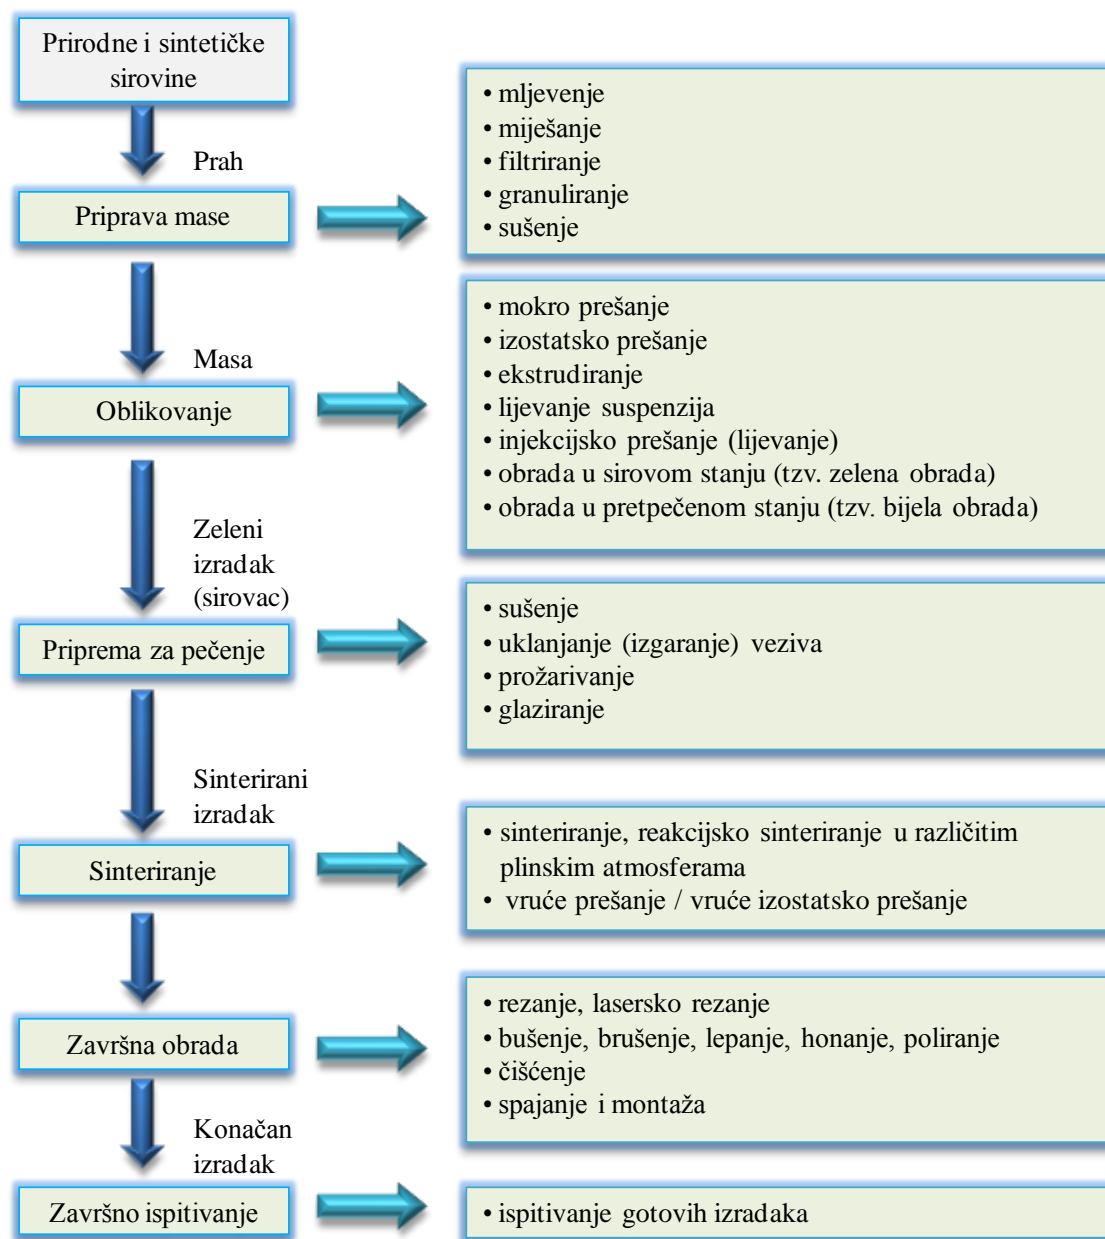 Prirodne i sintetičke
sirovine
Prah
Priprava mase
• mljevenje
• miješanje
• filtriranje
• granuliranje
• sušenje
Masa
Oblikovanje
• mokro prešanje
• izostatsko prešanje
• ekstrudiranje
• lijevanje suspenzija
• injekcijsko prešanje (lijevanje)
• obrada u sirovom stanju (tzv. zelena obrada)
• obrada u pretpečenom stanju (tzv. bijela obrada)
Zeleni
izradak
(sirovac)
Priprema za pečenje
• sušenje
• uklanjanje (izgaranje) veziva
• prožarivanje
• glaziranje
Sinterirani
izradak
Sinteriranje
• sinteriranje, reakcijsko sinteriranje u različitim
plinskim atmosferama
• vruće prešanje / vruće izostatsko prešanje
Završna obrada
• rezanje, lasersko rezanje
• bušenje, brušenje, lepanje, honanje, poliranje
• čišćenje
• spajanje i montaža
Konačan
izradak
Završno ispitivanje
• ispitivanje gotovih izradaka